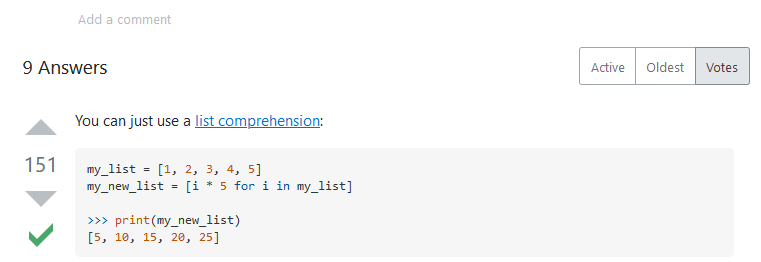 Add a comment
9 Answers
Active Oldest Votes
You can just use a list comprehension:
151
my_list = [1, 2, 3, 4, 5]
my_new_list = [i * 5 for i in my_list]
>>> print(my_new_list)
[5, 10, 15, 20, 25]